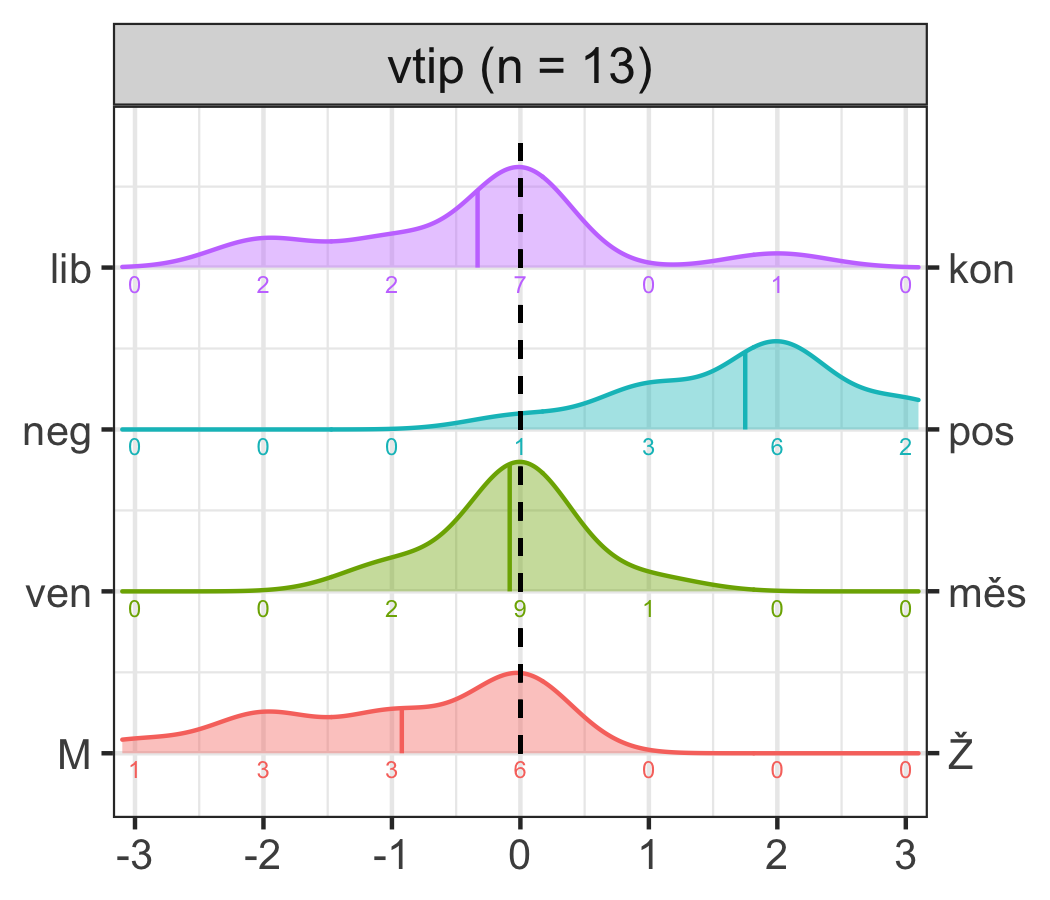 vtip (n = 13)
lib kon
0 2 2 7 0 1 0
neg pos
0 0 0 1 3 6 2
ven měs
0 0 2 9 1 0 0
M Ž
1 3 3 6 0 0 0
-3 -2 -1 0 1 2 3